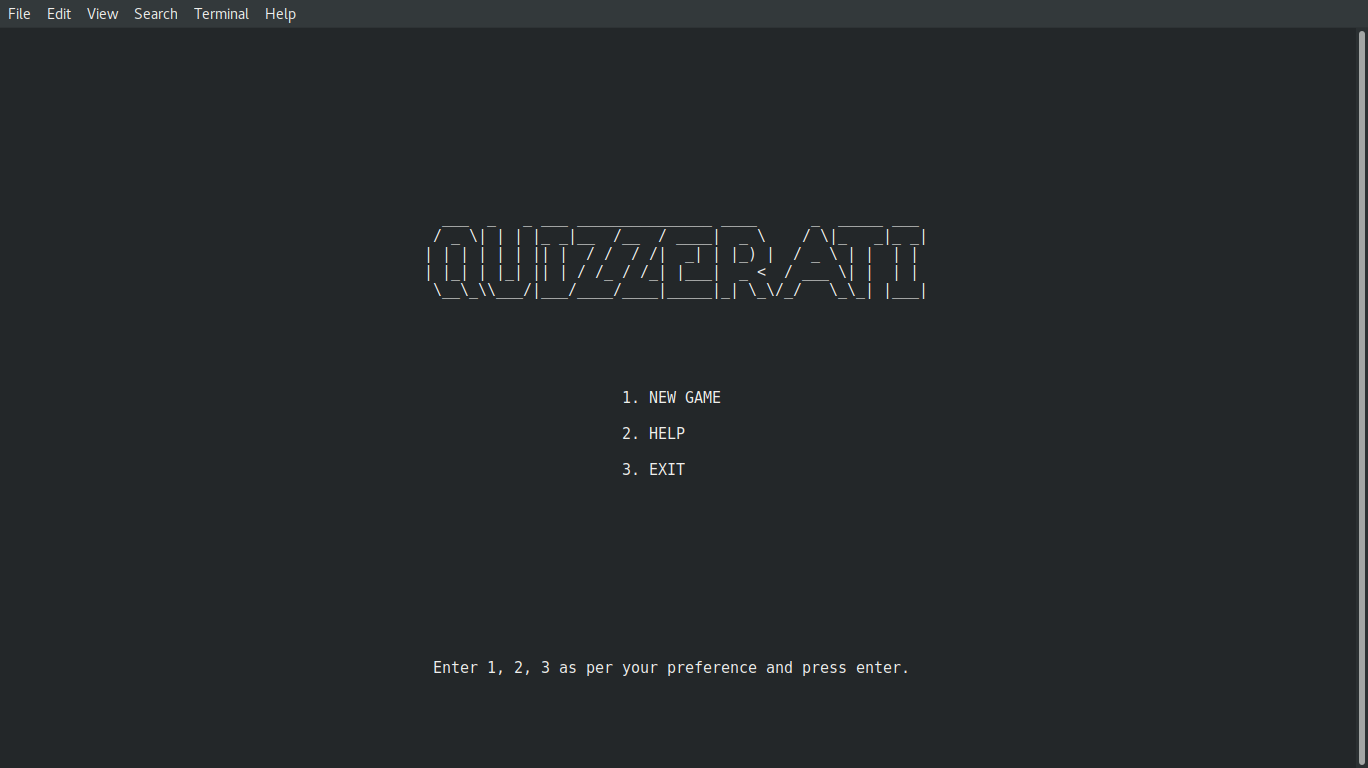 File Edit View Search Terminal Help
QUIZZERATI
1. NEW GAME
2. HELP
3. EXIT
Enter 1, 2, 3 as per your preference and press enter.